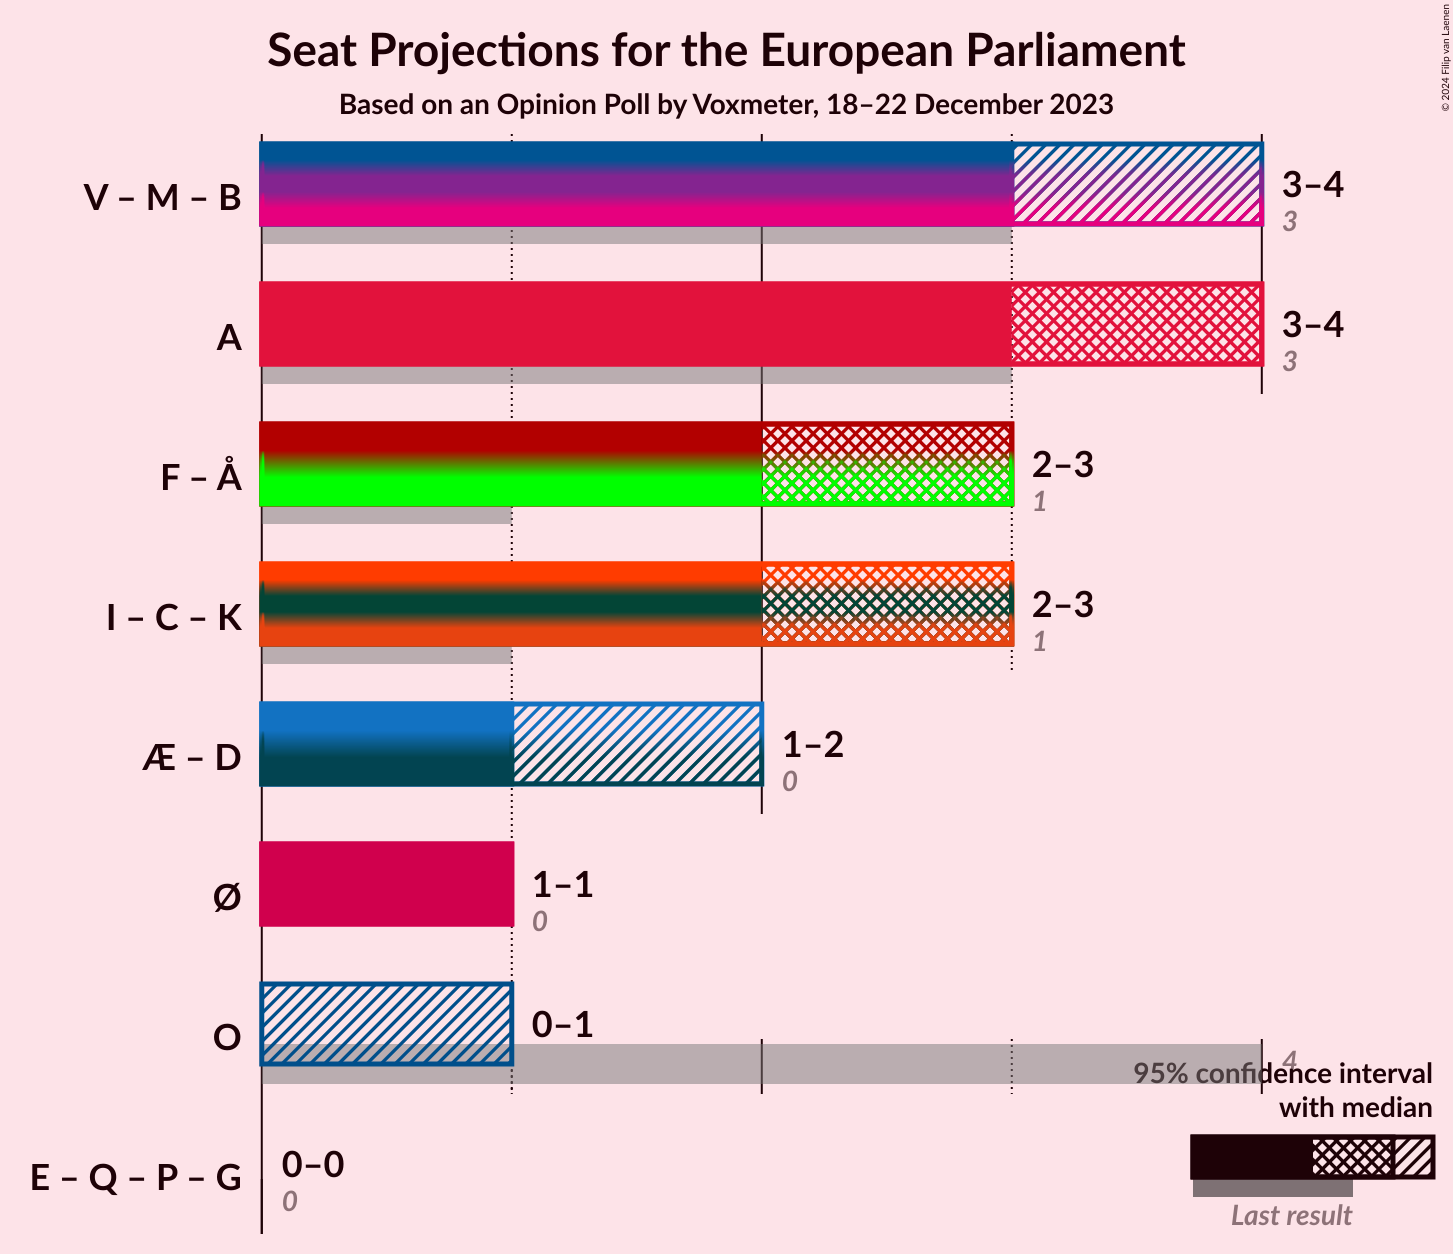 Seat Projections for the European Parliament
Based on an Opinion Poll by Voxmeter, 18–22 December 2023
© 2024 Filip van Laenen
V – M – B
3–4
3
A
3–4
3
F – Å
2–3
1
I – C – K
2–3
1
Æ – D
1–2
0
Ø
1–1
0
O
0–1
4
95% confidence interval
with median
Last result
E – Q – P – G
0–0
0